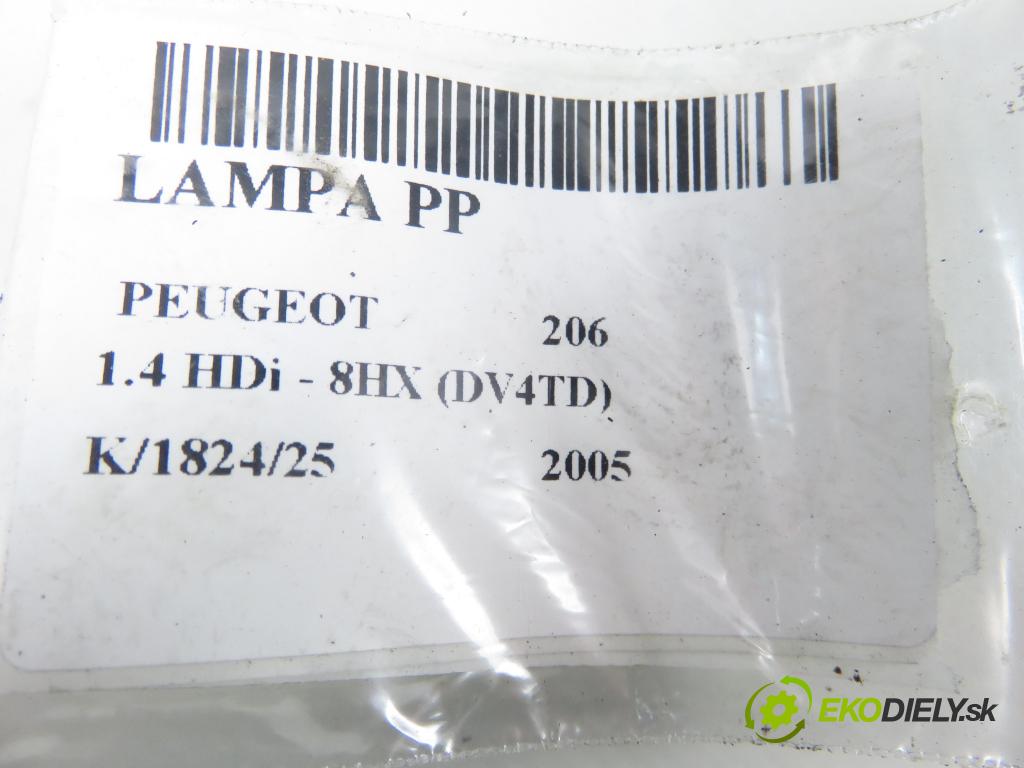 LAMPA PP
PEUGEOT 206
1.4 HDi - 8HX (DV4TD)
K/1824/25 2005
EKODIELY.sk